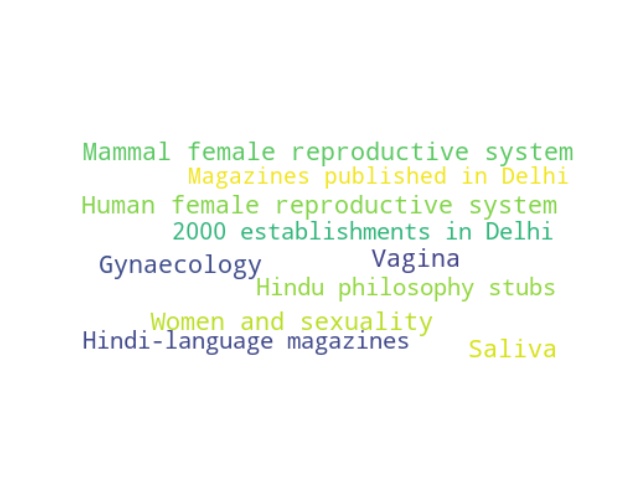 Mammal female reproductive system
Magazines published in Delhi
Human female reproductive system
2000 establishments in Delhi
Vagina
Gynaecology
Hindu philosophy stubs
Women and sexuality
Hindi-language magazines
Saliva